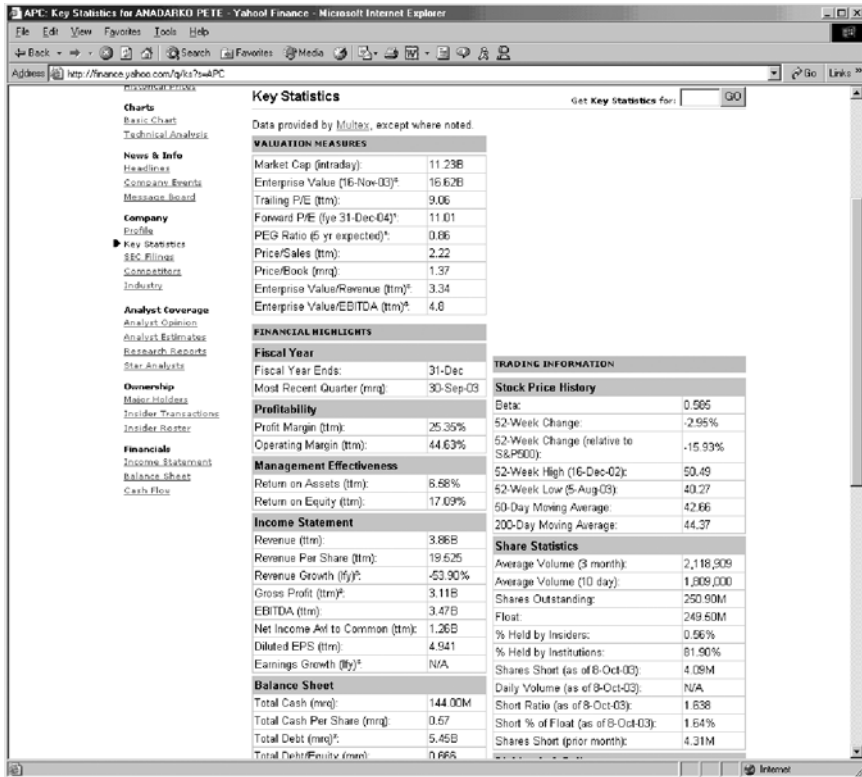 APC: Key Statistics for ANADARKO PETE - Yahoo! Finance - Microsoft Internet Explorer
File Edit View Favorites Tools Help
Back Search Favorites Media
Address http://finance.yahoo.com/q/ks?s=APC Go Links »
Historical Prices
Charts
Basic Chart
Technical Analysis
News & Info
Headlines
Company Events
Message Board
Company
Profile
Key Statistics
SEC Filings
Competitors
Industry
Analyst Coverage
Analyst Opinion
Analyst Estimates
Research Reports
Star Analysts
Ownership
Major Holders
Insider Transactions
Insider Roster
Financials
Income Statement
Balance Sheet
Cash Flow
Key Statistics
Get Key Statistics for: GO
Data provided by Multex, except where noted.
VALUATION MEASURES
Market Cap (intraday): 11.23B
Enterprise Value (16-Nov-03): 16.62B
Trailing P/E (ttm): 9.06
Forward P/E (fye 31-Dec-04): 11.01
PEG Ratio (5 yr expected): 0.86
Price/Sales (ttm): 2.22
Price/Book (mrq): 1.37
Enterprise Value/Revenue (ttm): 3.34
Enterprise Value/EBITDA (ttm): 4.8
FINANCIAL HIGHLIGHTS
Fiscal Year
Fiscal Year Ends: 31-Dec
Most Recent Quarter (mrq): 30-Sep-03
Profitability
Profit Margin (ttm): 25.35%
Operating Margin (ttm): 44.63%
Management Effectiveness
Return on Assets (ttm): 6.58%
Return on Equity (ttm): 17.09%
Income Statement
Revenue (ttm): 3.86B
Revenue Per Share (ttm): 19.525
Revenue Growth (lfy): -53.90%
Gross Profit (ttm): 3.11B
EBITDA (ttm): 3.47B
Net Income Avl to Common (ttm): 1.26B
Diluted EPS (ttm): 4.941
Earnings Growth (lfy): N/A
Balance Sheet
Total Cash (mrq): 144.00M
Total Cash Per Share (mrq): 0.57
Total Debt (mrq): 5.45B
Total Debt/Equity (mrq): 0.666
TRADING INFORMATION
Stock Price History
Beta: 0.585
52-Week Change: -2.95%
52-Week Change (relative to
S&P500): -15.93%
52-Week High (16-Dec-02): 50.49
52-Week Low (5-Aug-03): 40.27
50-Day Moving Average: 42.66
200-Day Moving Average: 44.37
Share Statistics
Average Volume (3 month): 2,118,909
Average Volume (10 day): 1,809,000
Shares Outstanding: 250.90M
Float: 249.50M
% Held by Insiders: 0.56%
% Held by Institutions: 81.90%
Shares Short (as of 8-Oct-03): 4.09M
Daily Volume (as of 8-Oct-03): N/A
Short Ratio (as of 8-Oct-03): 1.638
Short % of Float (as of 8-Oct-03): 1.64%
Shares Short (prior month): 4.31M
Internet